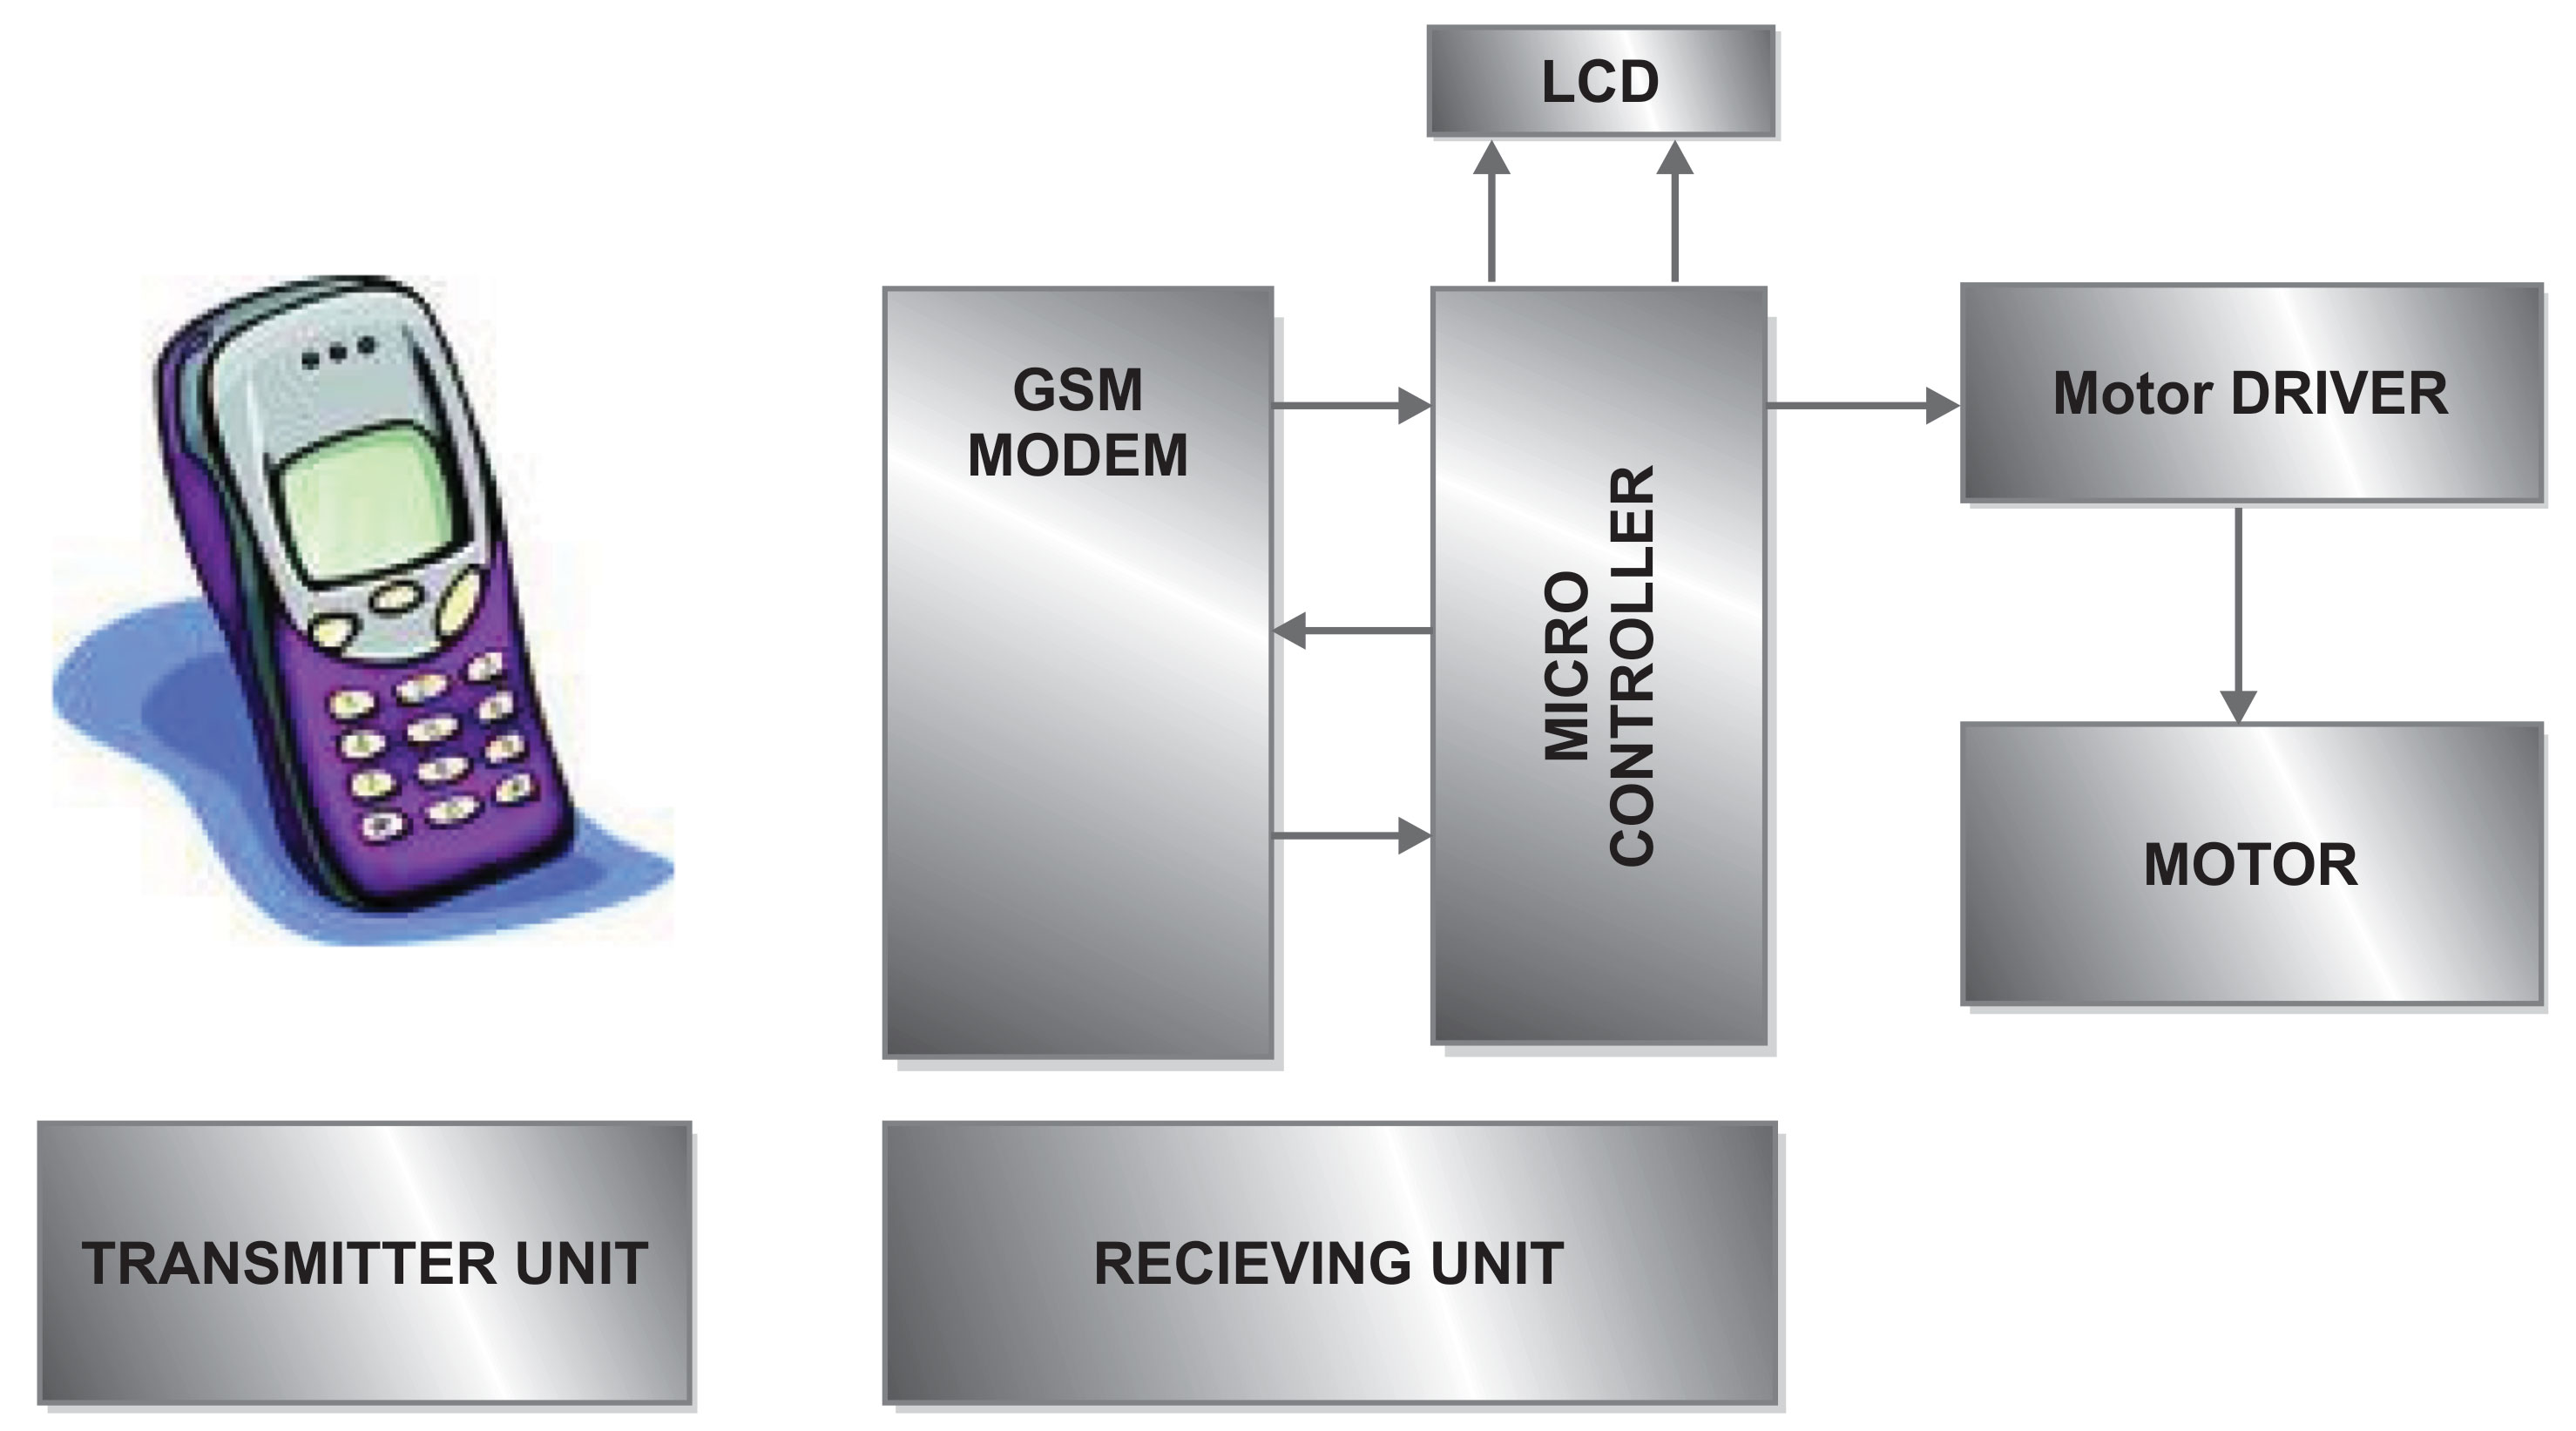 LCD
GSM
MODEM
MICRO
CONTROLLER
Motor DRIVER
MOTOR
TRANSMITTER UNIT
RECIEVING UNIT